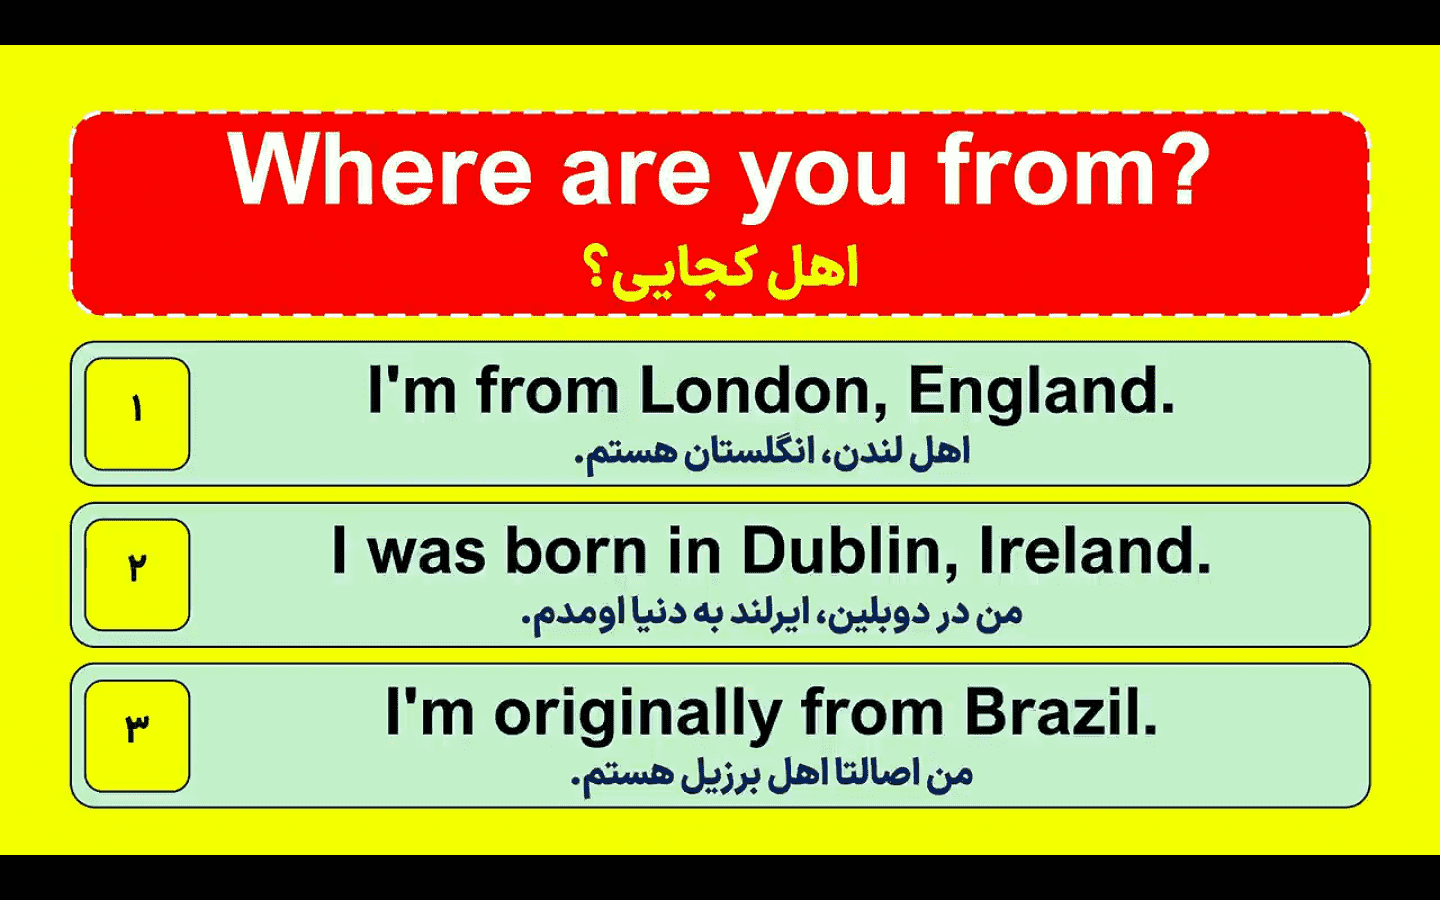 Where are you from?
اهل کجایی؟
۱
I'm from London, England.
اهل لندن، انگلستان هستم.
۲
I was born in Dublin, Ireland.
من در دوبلین، ایرلند به دنیا اومدم.
۳
I'm originally from Brazil.
من اصالتا اهل برزیل هستم.